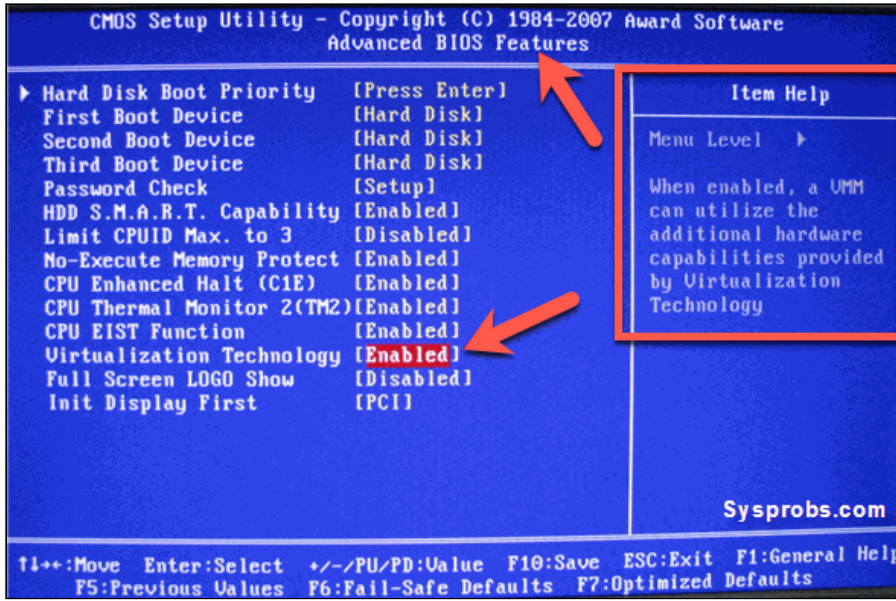 CMOS Setup Utility - Copyright (C) 1984-2007 Award Software
Advanced BIOS Features
Hard Disk Boot Priority [Press Enter]
First Boot Device [Hard Disk]
Second Boot Device [Hard Disk]
Third Boot Device [Hard Disk]
Password Check [Setup]
HDD S.M.A.R.T. Capability [Enabled]
Limit CPUID Max. to 3 [Disabled]
No-Execute Memory Protect [Enabled]
CPU Enhanced Halt (C1E) [Enabled]
CPU Thermal Monitor 2(TM2)[Enabled]
CPU EIST Function [Enabled]
Virtualization Technology [Enabled]
Full Screen LOGO Show [Disabled]
Init Display First [PCI]
Item Help
Menu Level
When enabled, a VMM
can utilize the
additional hardware
capabilities provided
by Virtualization
Technology
Sysprobs.com
↑↓→←:Move Enter:Select +/-/PU/PD:Value F10:Save ESC:Exit F1:General Help
F5:Previous Values F6:Fail-Safe Defaults F7:Optimized Defaults